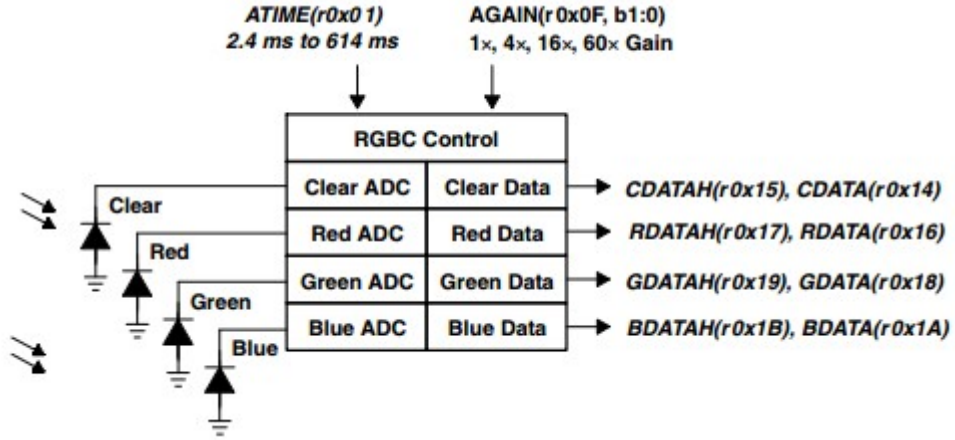 ATIME(r0x01)
2.4 ms to 614 ms
AGAIN(r0x0F, b1:0)
1×, 4×, 16×, 60× Gain
RGBC Control
Clear
Clear ADC
Clear Data
CDATAH(r0x15), CDATA(r0x14)
Red
Red ADC
Red Data
RDATAH(r0x17), RDATA(r0x16)
Green
Green ADC
Green Data
GDATAH(r0x19), GDATA(r0x18)
Blue
Blue ADC
Blue Data
BDATAH(r0x1B), BDATA(r0x1A)